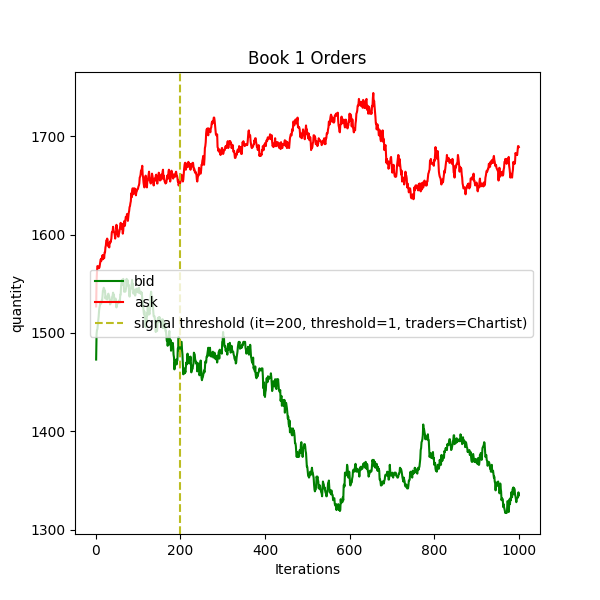 Book 1 Orders
quantity
1700
1600
1500
1400
1300
bid
ask
signal threshold (it=200, threshold=1, traders=Chartist)
0 200 400 600 800 1000
Iterations